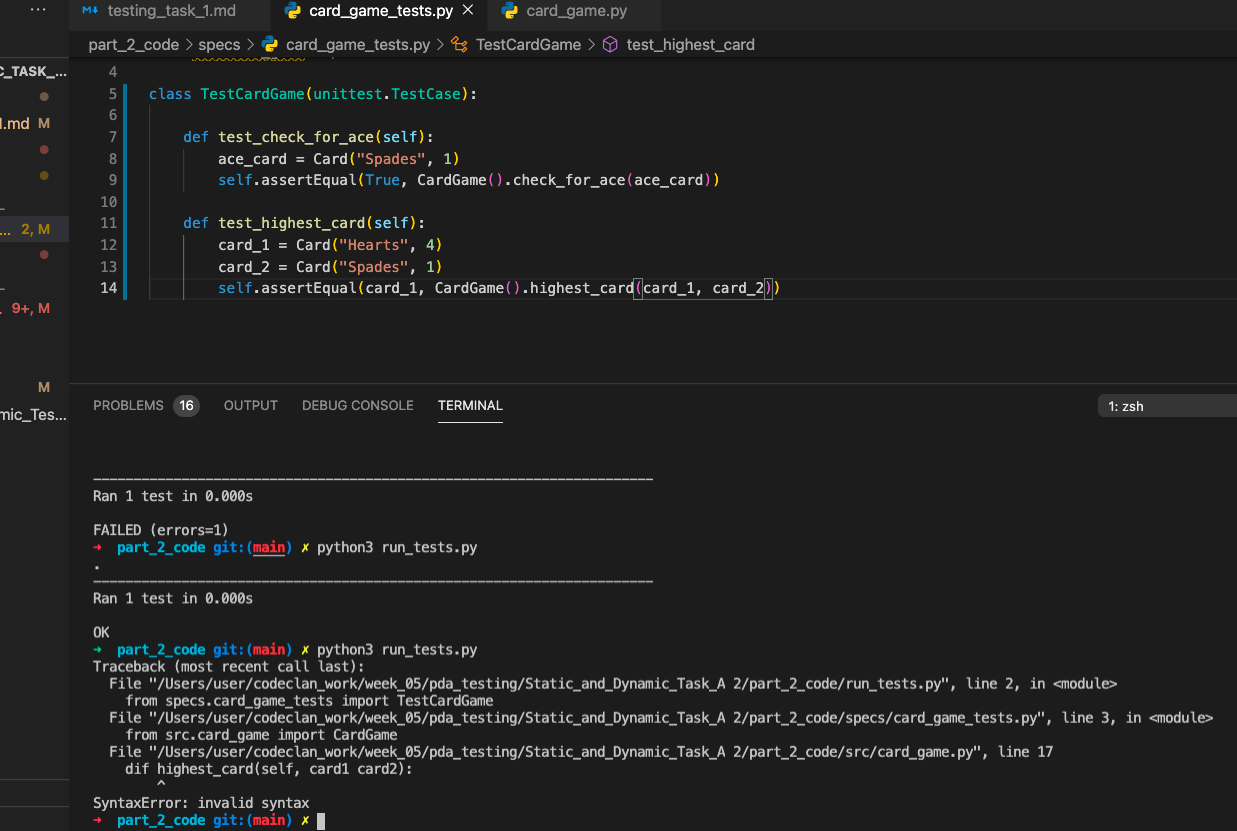 testing_task_1.md card_game_tests.py card_game.py
part_2_code > specs > card_game_tests.py > TestCardGame > test_highest_card
C_TASK_...
4
5 class TestCardGame(unittest.TestCase):
6
l.md M
7 def test_check_for_ace(self):
8 ace_card = Card("Spades", 1)
9 self.assertEqual(True, CardGame().check_for_ace(ace_card))
10
11 def test_highest_card(self):
... 2, M
12 card_1 = Card("Hearts", 4)
13 card_2 = Card("Spades", 1)
14 self.assertEqual(card_1, CardGame().highest_card(card_1, card_2))
. 9+, M
M
mic_Tes...
PROBLEMS 16 OUTPUT DEBUG CONSOLE TERMINAL 1: zsh
----------------------------------------------------------------------
Ran 1 test in 0.000s
FAILED (errors=1)
➜ part_2_code git:(main) ✗ python3 run_tests.py
.
----------------------------------------------------------------------
Ran 1 test in 0.000s
OK
➜ part_2_code git:(main) ✗ python3 run_tests.py
Traceback (most recent call last):
File "/Users/user/codeclan_work/week_05/pda_testing/Static_and_Dynamic_Task_A 2/part_2_code/run_tests.py", line 2, in <module>
from specs.card_game_tests import TestCardGame
File "/Users/user/codeclan_work/week_05/pda_testing/Static_and_Dynamic_Task_A 2/part_2_code/specs/card_game_tests.py", line 3, in <module>
from src.card_game import CardGame
File "/Users/user/codeclan_work/week_05/pda_testing/Static_and_Dynamic_Task_A 2/part_2_code/src/card_game.py", line 17
dif highest_card(self, card1 card2):
^
SyntaxError: invalid syntax
➜ part_2_code git:(main) ✗